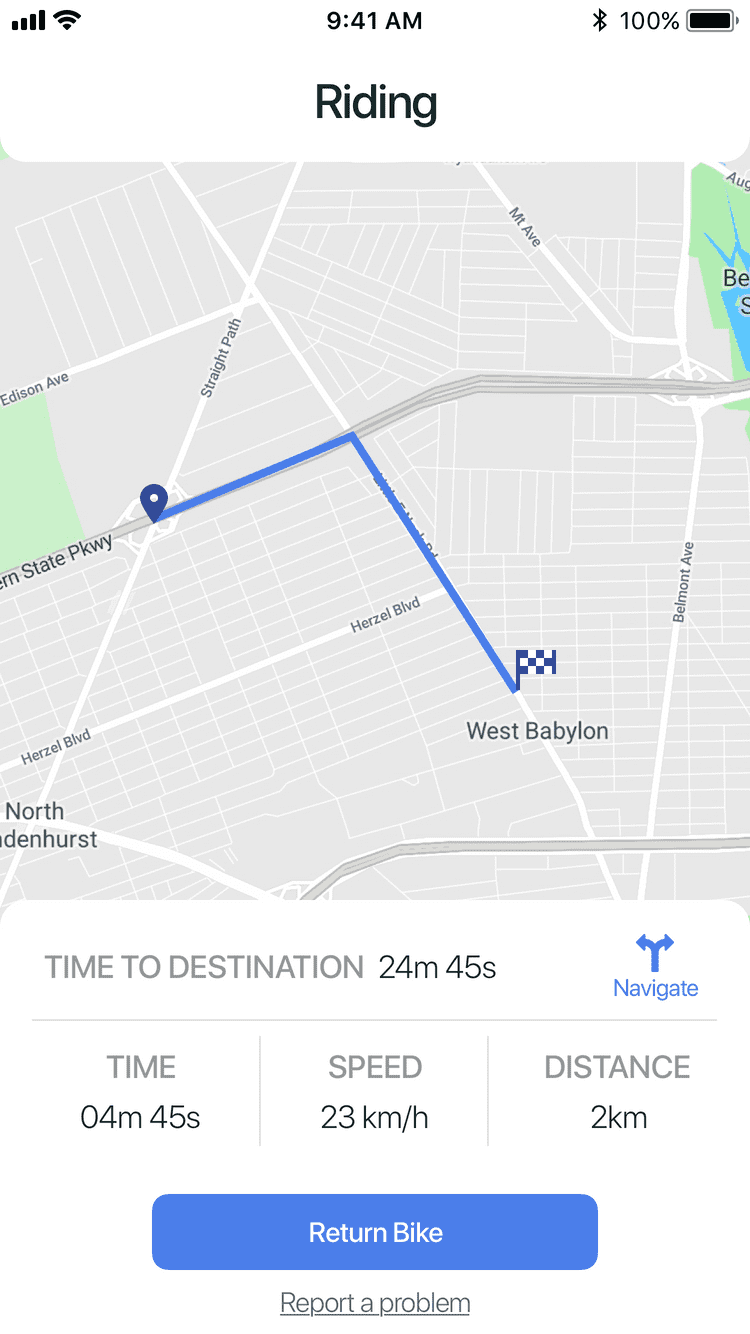 9:41 AM
100%
Riding
Mt Ave
Aug
Be
S
Straight Path
Edison Ave
ern State Pkwy
Belmont Ave
Herzel Blvd
West Babylon
Herzel Blvd
North
denhurst
TIME TO DESTINATION 24m 45s
Navigate
TIME
SPEED
DISTANCE
04m 45s
23 km/h
2km
Return Bike
Report a problem